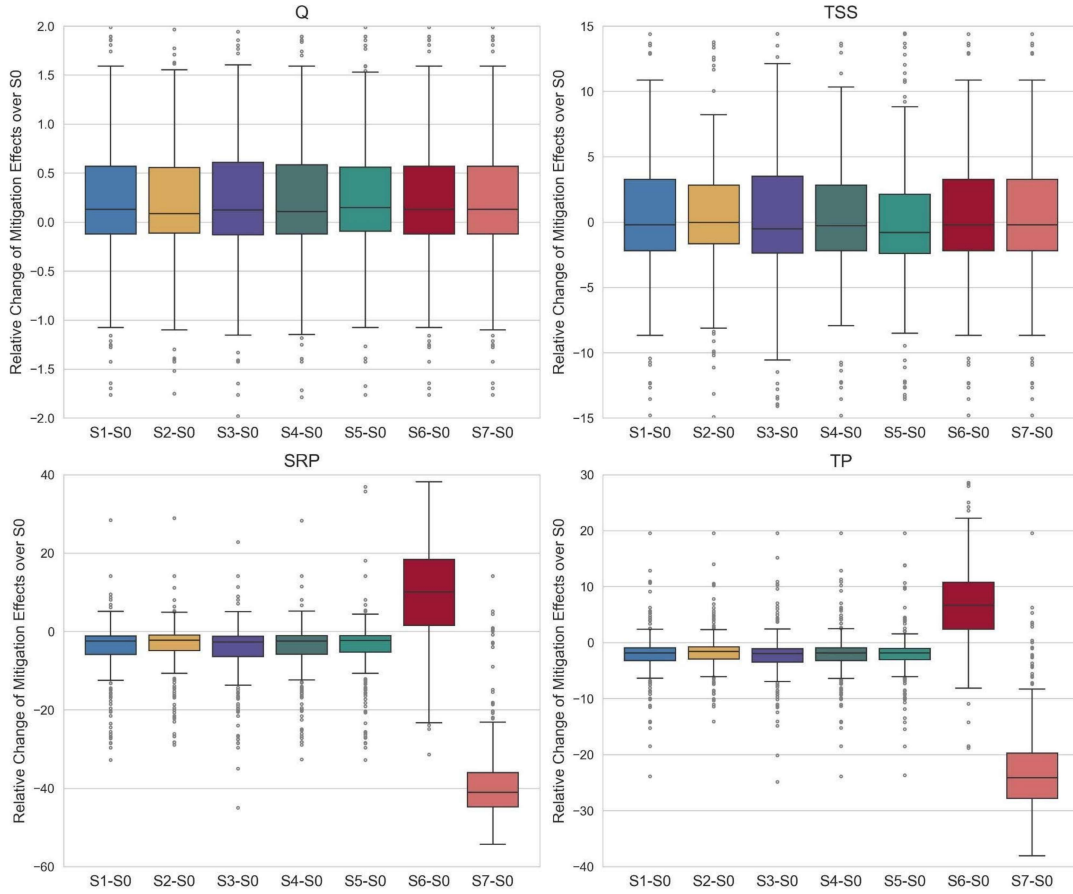 Q
Relative Change of Mitigation Effects over S0
2.0
1.5
1.0
0.5
0.0
−0.5
−1.0
−1.5
−2.0
S1-S0 S2-S0 S3-S0 S4-S0 S5-S0 S6-S0 S7-S0
TSS
Relative Change of Mitigation Effects over S0
15
10
5
0
−5
−10
−15
S1-S0 S2-S0 S3-S0 S4-S0 S5-S0 S6-S0 S7-S0
SRP
Relative Change of Mitigation Effects over S0
40
20
0
−20
−40
−60
S1-S0 S2-S0 S3-S0 S4-S0 S5-S0 S6-S0 S7-S0
TP
Relative Change of Mitigation Effects over S0
30
20
10
0
−10
−20
−30
−40
S1-S0 S2-S0 S3-S0 S4-S0 S5-S0 S6-S0 S7-S0